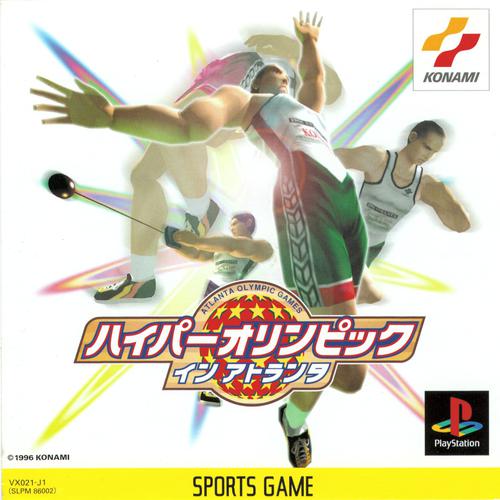 KONAMI
ATLANTA OLYMPIC GAMES
ハイパーオリンピック
イン アトランタ
PlayStation
©1996 KONAMI
VX021-J1
(SLPM 86002)
SPORTS GAME